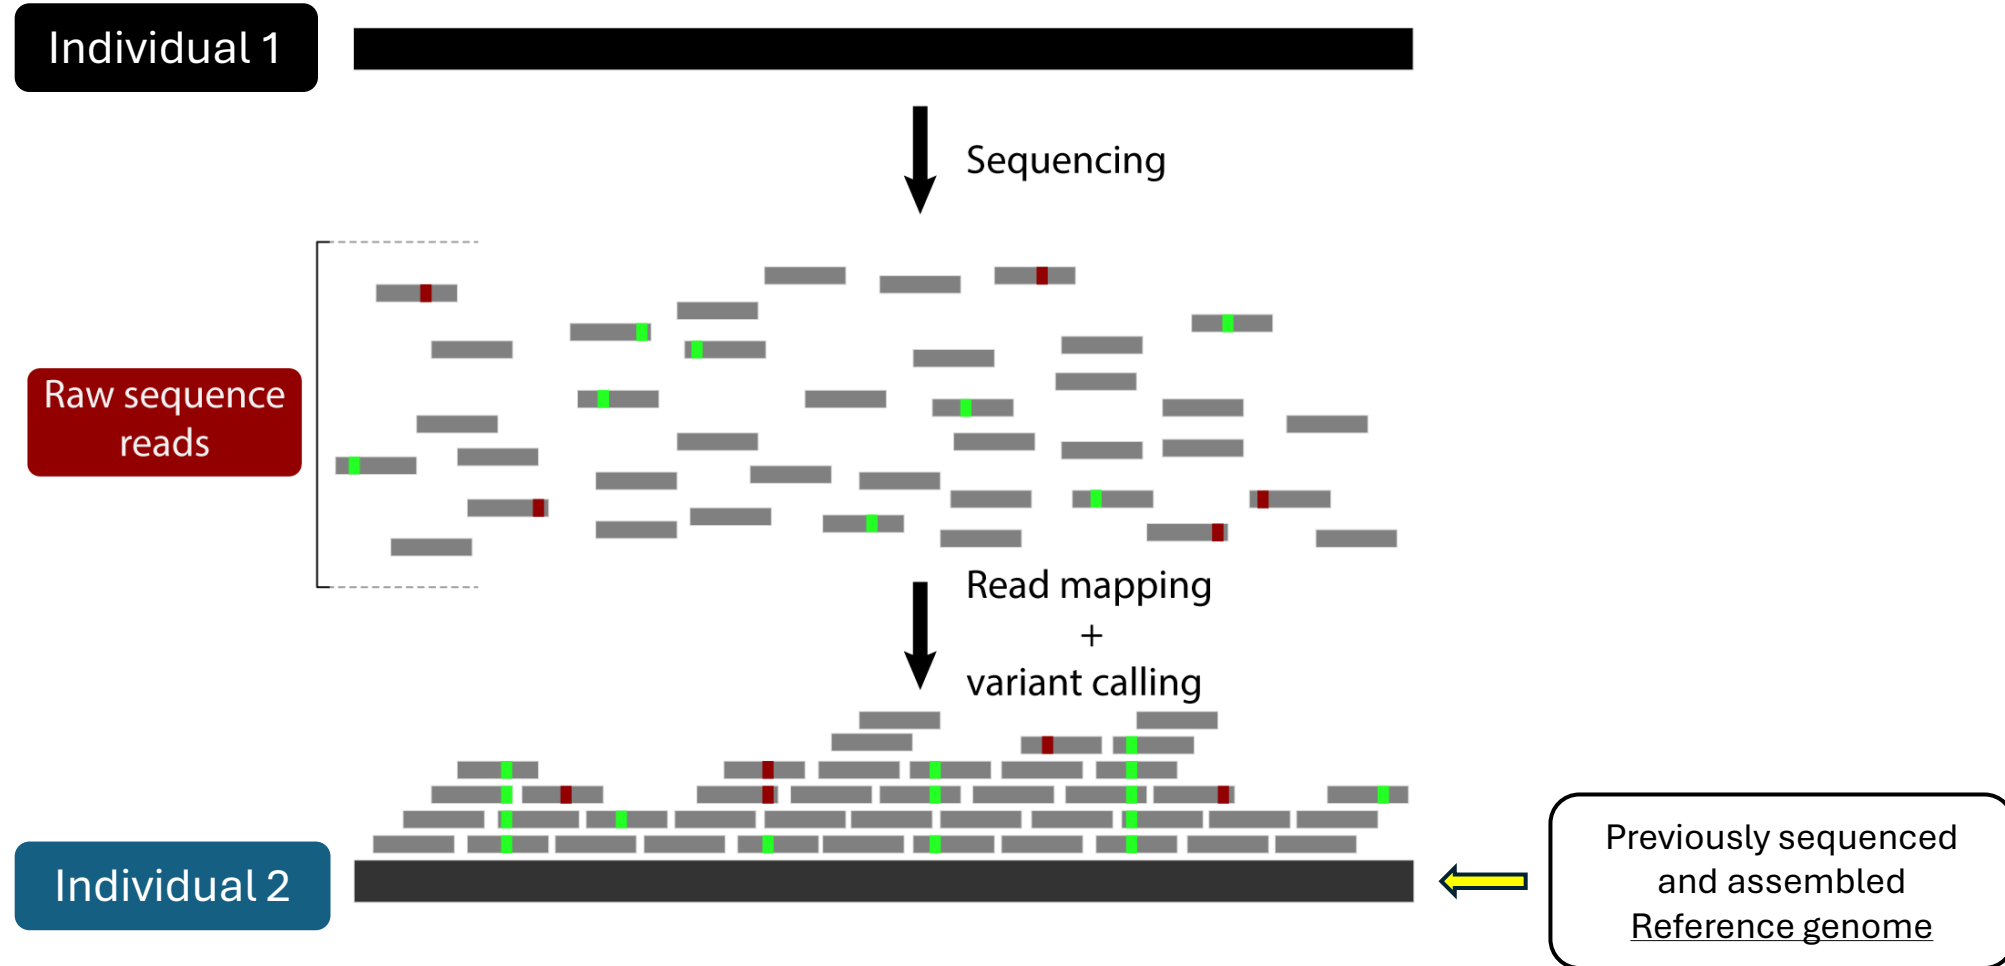 Individual 1
Sequencing
Raw sequence
reads
Read mapping
+
variant calling
Individual 2
Previously sequenced
and assembled
Reference genome